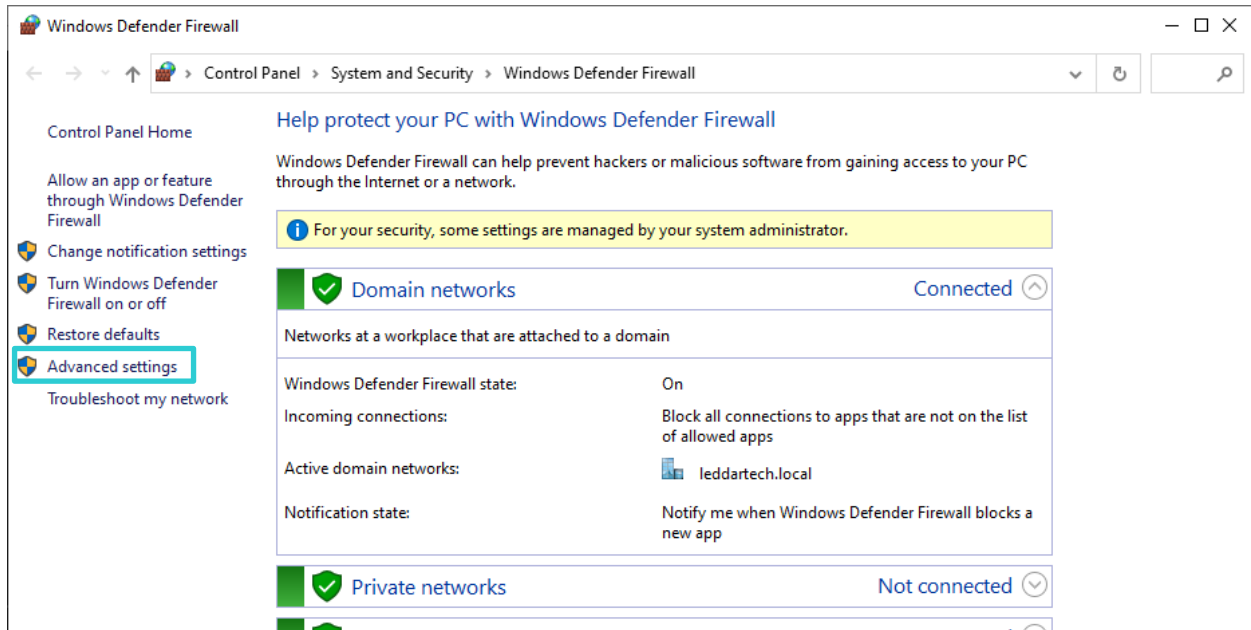 Windows Defender Firewall
Control Panel > System and Security > Windows Defender Firewall
Control Panel Home
Allow an app or feature
through Windows Defender
Firewall
Change notification settings
Turn Windows Defender
Firewall on or off
Restore defaults
Advanced settings
Troubleshoot my network
Help protect your PC with Windows Defender Firewall
Windows Defender Firewall can help prevent hackers or malicious software from gaining access to your PC
through the Internet or a network.
For your security, some settings are managed by your system administrator.
Domain networks Connected
Networks at a workplace that are attached to a domain
Windows Defender Firewall state: On
Incoming connections: Block all connections to apps that are not on the list
of allowed apps
Active domain networks: leddartech.local
Notification state: Notify me when Windows Defender Firewall blocks a
new app
Private networks Not connected